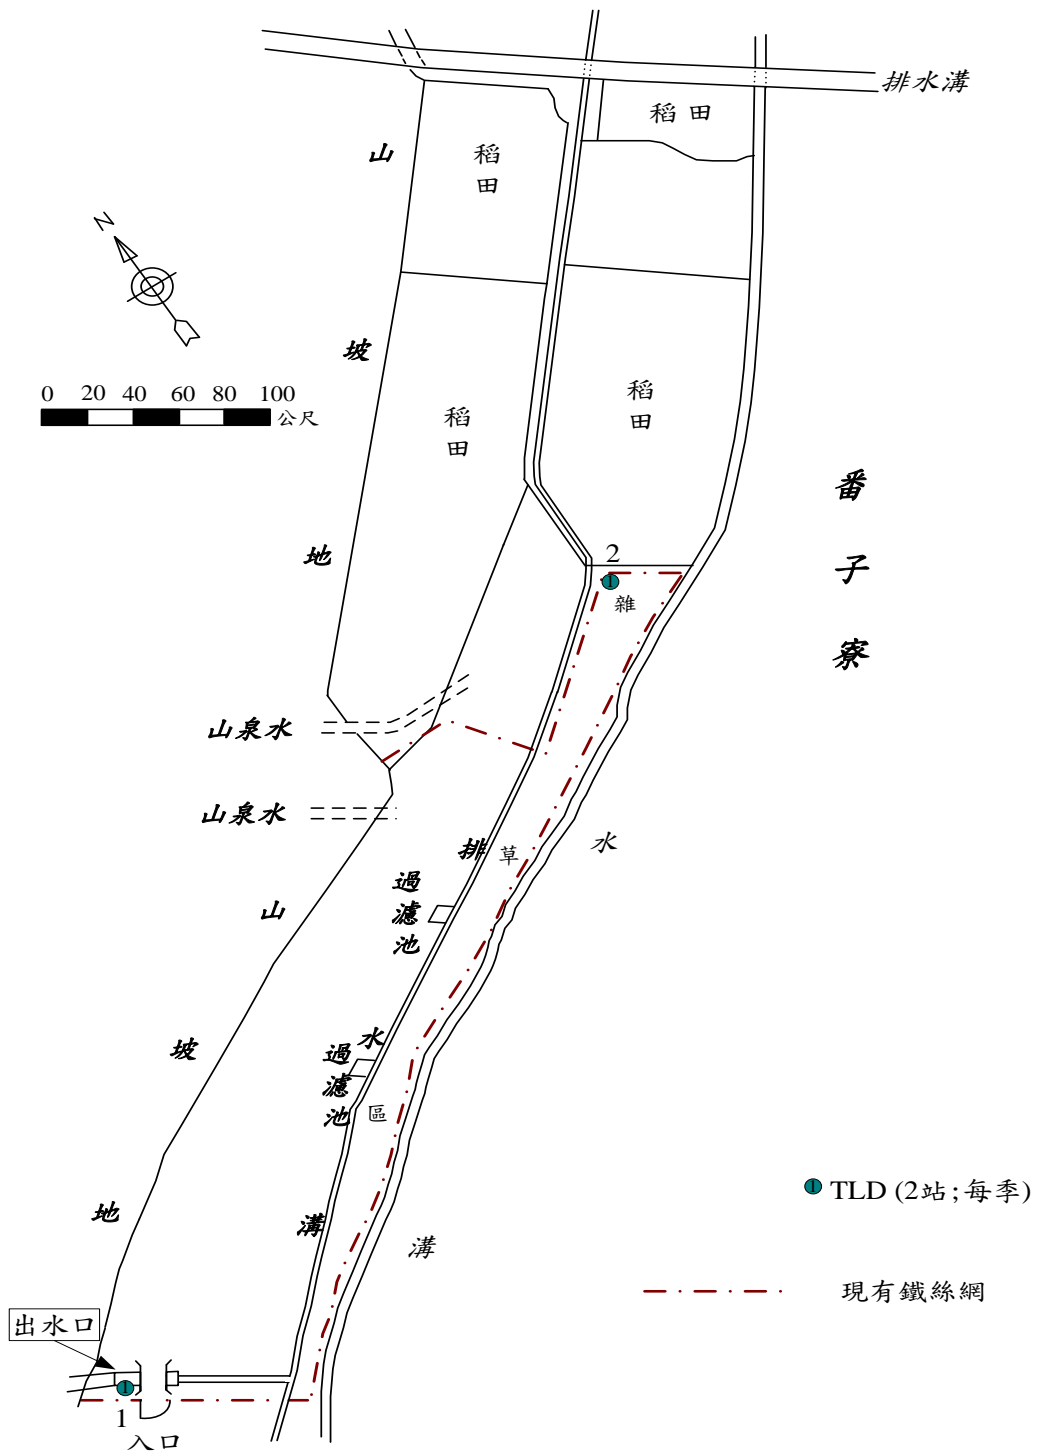 排水溝
稻田
山
稻田
N
坡
0 20 40 60 80 100
公尺
稻田
稻田
番子寮
地
2
1
雜
山泉水
山泉水
排
草
水
過濾池
山
水
過濾池
坡
區
TLD (2站;每季)
地
溝
溝
現有鐵絲網
出水口
1
1
入口
1